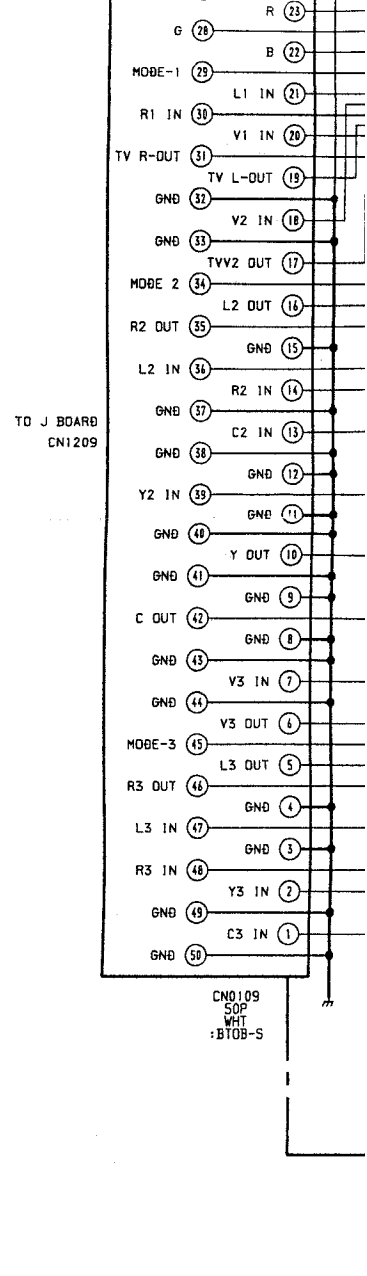 R 23
G 28
B 22
MODE-1 29
L1 IN 21
R1 IN 30
V1 IN 20
TV R-OUT 31
TV L-OUT 19
GND 32
V2 IN 18
GND 33
TVV2 OUT 17
MODE 2 34
L2 OUT 16
R2 OUT 35
GND 15
L2 IN 36
R2 IN 14
GND 37
C2 IN 13
TO J BOARD
CN1209
GND 38
GND 12
Y2 IN 39
GND 11
GND 40
Y OUT 10
GND 41
GND 9
C OUT 42
GND 8
GND 43
V3 IN 7
GND 44
V3 OUT 6
MODE-3 45
L3 OUT 5
R3 OUT 46
GND 4
L3 IN 47
GND 3
R3 IN 48
Y3 IN 2
GND 49
C3 IN 1
GND 50
CN0109
50P
WHT
:BTOB-S